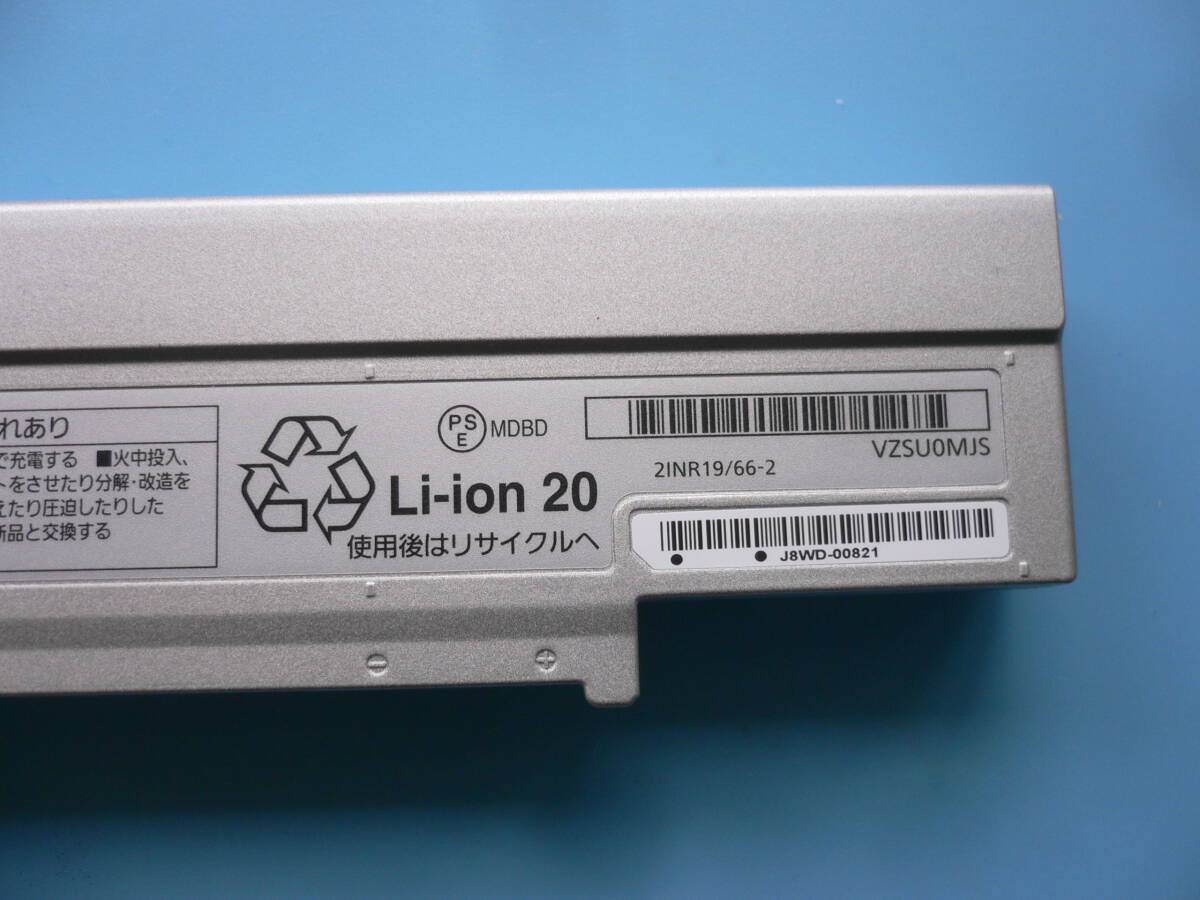 れあり
で充電する ■火中投入、
トをさせたり分解・改造を
えたり圧迫したりした
新品と交換する
PS
E
MDBD
Li-ion 20
使用後はリサイクルへ
VZSU0MJS
2INR19/66-2
J8WD-00821